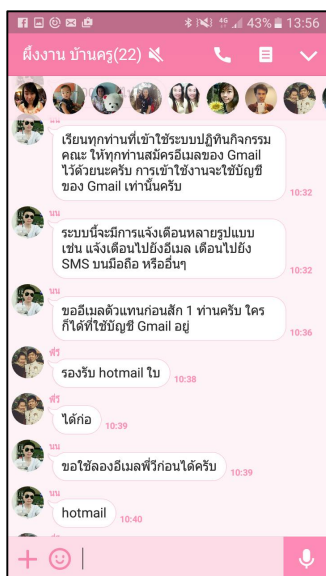 43% 13:56
ผึ้งงาน บ้านครู(22)
นน
เรียนทุกท่านที่เข้าใช้ระบบปฏิทินกิจกรรม
คณะ ให้ทุกท่านสมัครอีเมลของ Gmail
ไว้ด้วยนะครับ การเข้าใช้งานจะใช้บัญชี
ของ Gmail เท่านั้นครับ
10:32
นน
ระบบนี้จะมีการแจ้งเตือนหลายรูปแบบ
เช่น แจ้งเตือนไปยังอีเมล เตือนไปยัง
SMS บนมือถือ หรืออื่นๆ
10:32
นน
ขออีเมลตัวแทนก่อนสัก 1 ท่านครับ ใคร
ก็ได้ที่ใช้บัญชี Gmail อยู่
10:36
พีวี
รองรับ hotmail ใบ
10:38
พีวี
ได้ก่อ
10:39
นน
ขอใช้ลองอีเมลพี่วีก่อนได้ครับ
10:39
นน
hotmail
10:40